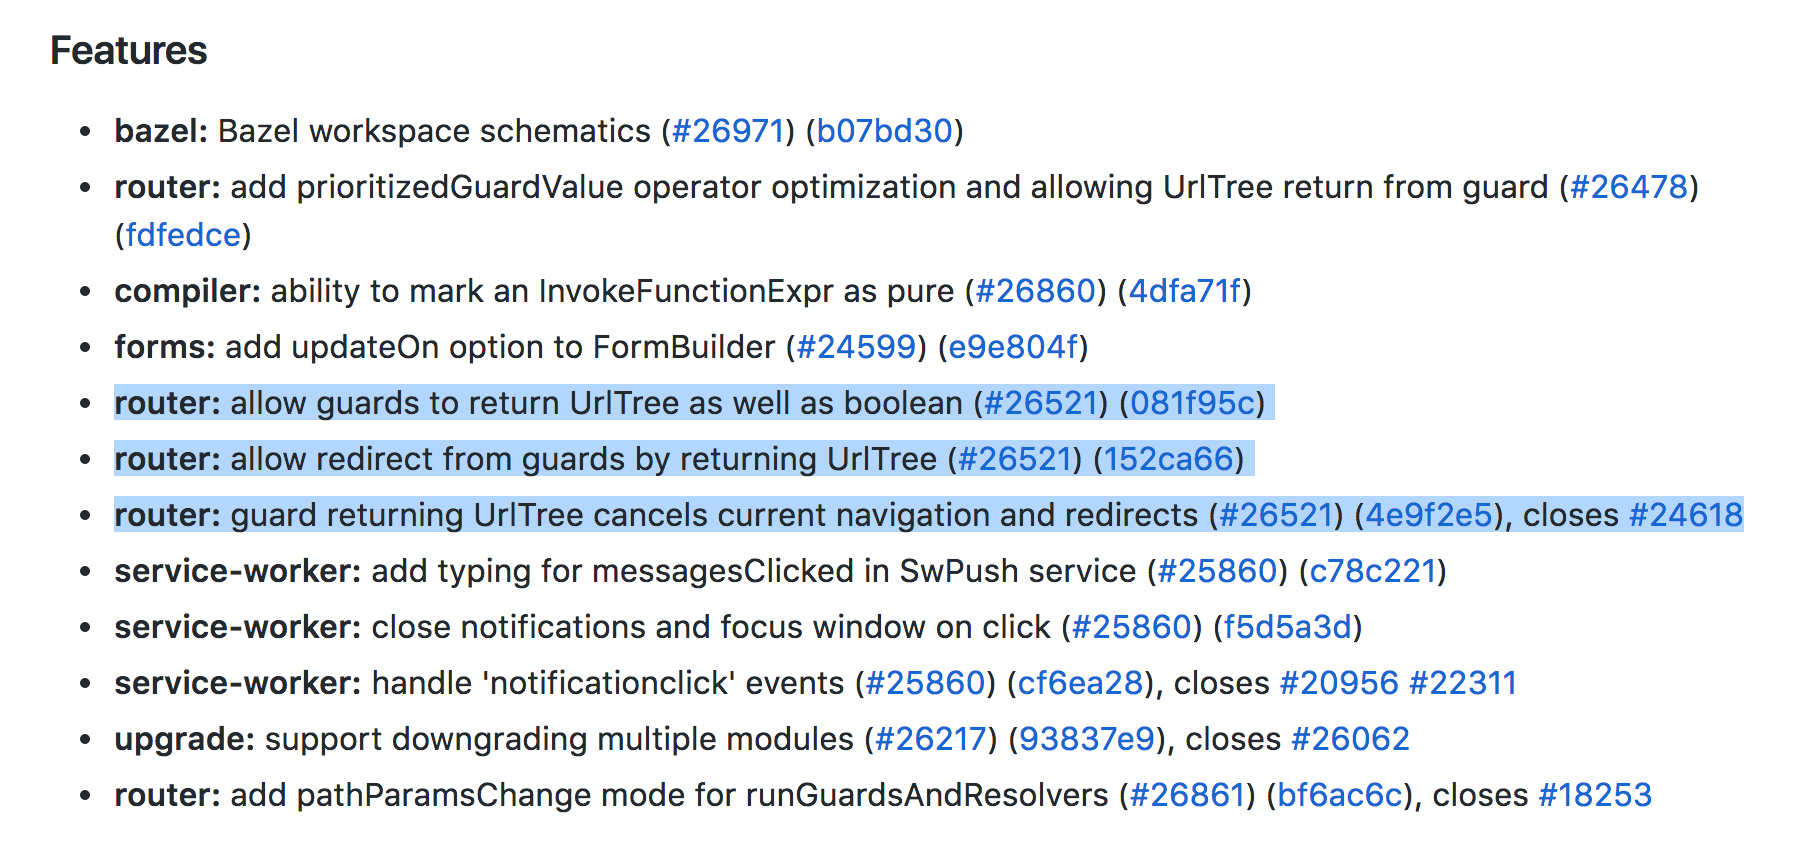 Features
• bazel: Bazel workspace schematics (#26971) (b07bd30)
• router: add prioritizedGuardValue operator optimization and allowing UrlTree return from guard (#26478)
(fdfedce)
• compiler: ability to mark an InvokeFunctionExpr as pure (#26860) (4dfa71f)
• forms: add updateOn option to FormBuilder (#24599) (e9e804f)
• router: allow guards to return UrlTree as well as boolean (#26521) (081f95c)
• router: allow redirect from guards by returning UrlTree (#26521) (152ca66)
• router: guard returning UrlTree cancels current navigation and redirects (#26521) (4e9f2e5), closes #24618
• service-worker: add typing for messagesClicked in SwPush service (#25860) (c78c221)
• service-worker: close notifications and focus window on click (#25860) (f5d5a3d)
• service-worker: handle 'notificationclick' events (#25860) (cf6ea28), closes #20956 #22311
• upgrade: support downgrading multiple modules (#26217) (93837e9), closes #26062
• router: add pathParamsChange mode for runGuardsAndResolvers (#26861) (bf6ac6c), closes #18253